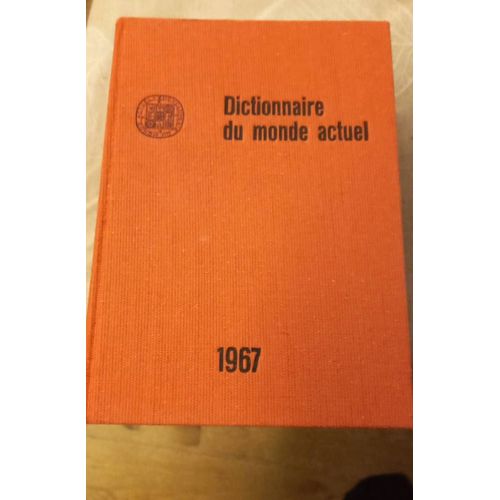 Dictionnaire
du monde actuel
1967